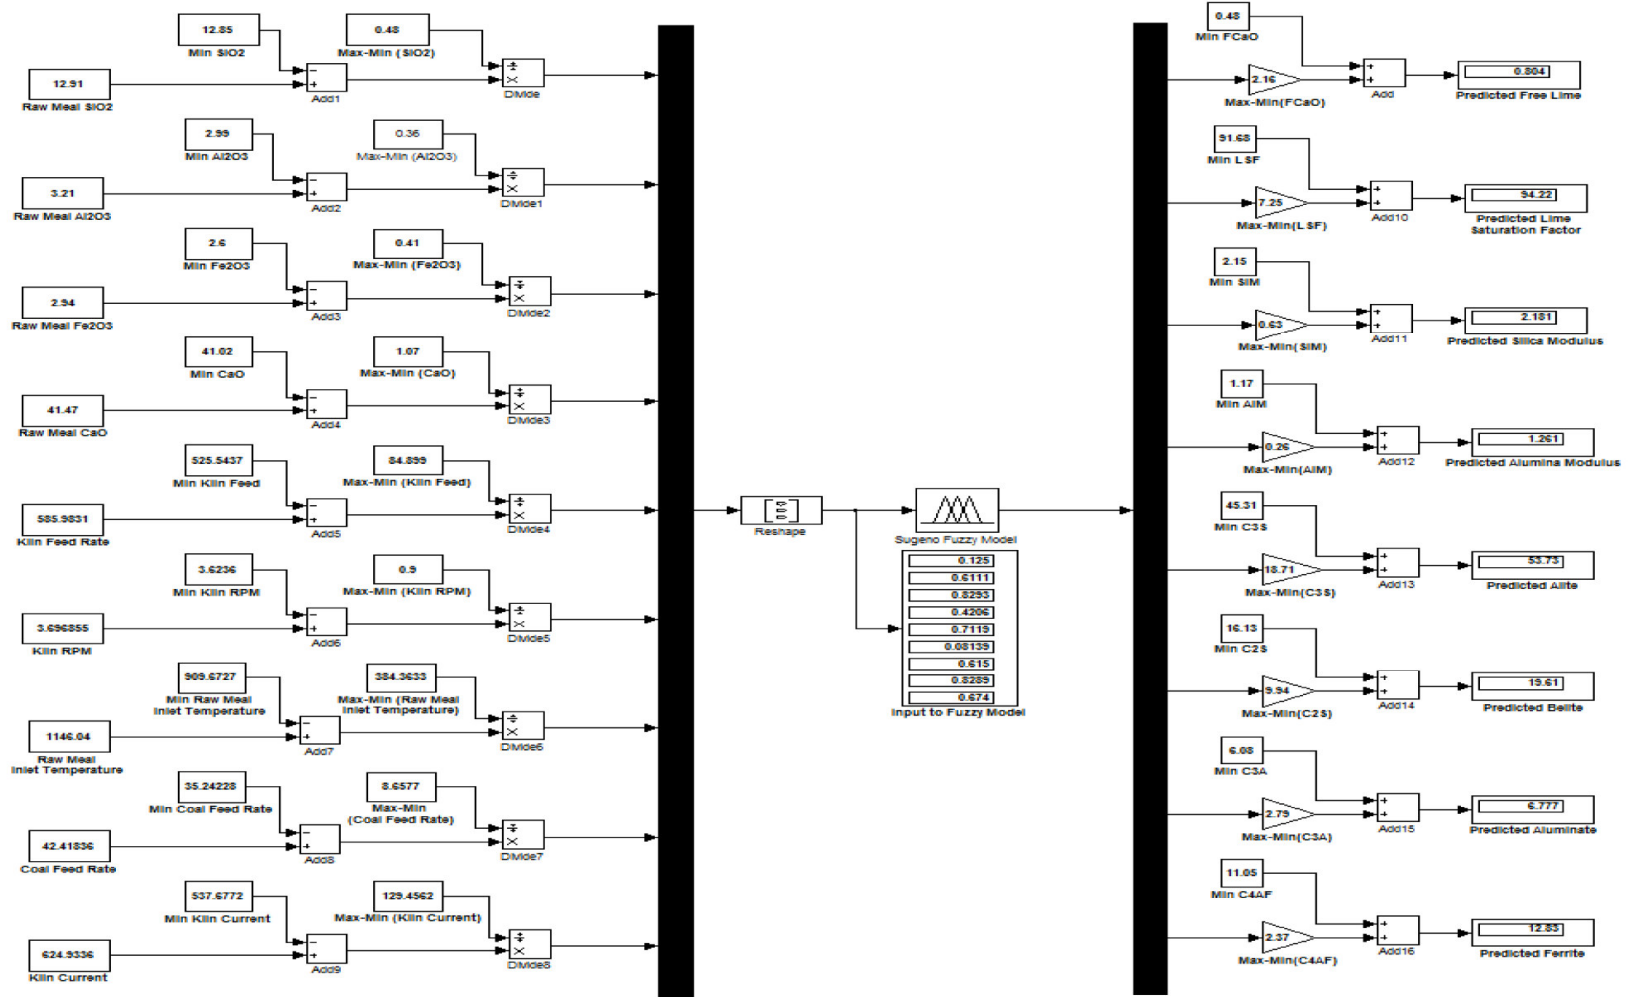 12.85
Min SiO2
0.48
Max-Min (SiO2)
12.91
Raw Meal SiO2
Add1
Divide
2.99
Min Al2O3
0.36
Max-Min (Al2O3)
3.21
Raw Meal Al2O3
Add2
Divide1
2.6
Min Fe2O3
0.41
Max-Min (Fe2O3)
2.94
Raw Meal Fe2O3
Add3
Divide2
41.02
Min CaO
1.07
Max-Min (CaO)
41.47
Raw Meal CaO
Add4
Divide3
525.5437
Min Kiln Feed
84.899
Max-Min (Kiln Feed)
585.9831
Kiln Feed Rate
Add5
Divide4
3.6236
Min Kiln RPM
0.9
Max-Min (Kiln RPM)
3.696855
Kiln RPM
Add6
Divide5
909.6727
Min Raw Meal
Inlet Temperature
384.3633
Max-Min (Raw Meal
Inlet Temperature)
1146.04
Raw Meal
Inlet Temperature
Add7
Divide6
35.24228
Min Coal Feed Rate
8.6577
Max-Min
(Coal Feed Rate)
42.41836
Coal Feed Rate
Add8
Divide7
537.6772
Min Kiln Current
129.4562
Max-Min (Kiln Current)
624.9336
Kiln Current
Add9
Divide8
Reshape
Sugeno Fuzzy Model
0.125
0.6111
0.8293
0.4206
0.7119
0.08139
0.615
0.8289
0.674
Input to Fuzzy Model
0.48
Min FCaO
2.16
Max-Min(FCaO)
Add
0.804
Predicted Free Lime
91.68
Min LSF
7.25
Max-Min(LSF)
Add10
94.22
Predicted Lime
Saturation Factor
2.15
Min SIM
0.63
Max-Min(SIM)
Add11
2.181
Predicted Silica Modulus
1.17
Min AlM
0.26
Max-Min(AlM)
Add12
1.261
Predicted Alumina Modulus
45.31
Min C3S
18.71
Max-Min(C3S)
Add13
53.73
Predicted Alite
16.13
Min C2S
9.94
Max-Min(C2S)
Add14
19.61
Predicted Belite
6.08
Min C3A
2.79
Max-Min(C3A)
Add15
6.777
Predicted Aluminate
11.05
Min C4AF
2.37
Max-Min(C4AF)
Add16
12.83
Predicted Ferrite